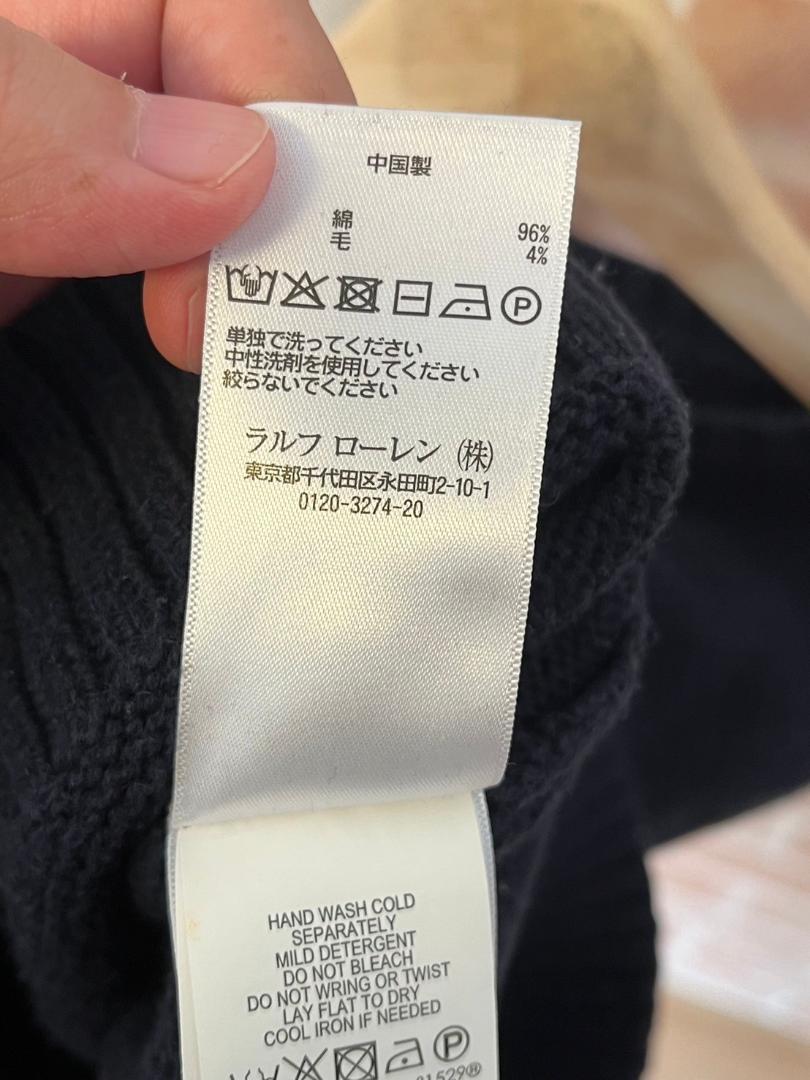 中国製
綿 96%
毛 4%
P
単独で洗ってください
中性洗剤を使用してください
絞らないでください
ラルフ ローレン (株)
東京都千代田区永田町2-10-1
0120-3274-20
HAND WASH COLD
SEPARATELY
MILD DETERGENT
DO NOT BLEACH
DO NOT WRING OR TWIST
LAY FLAT TO DRY
COOL IRON IF NEEDED
P